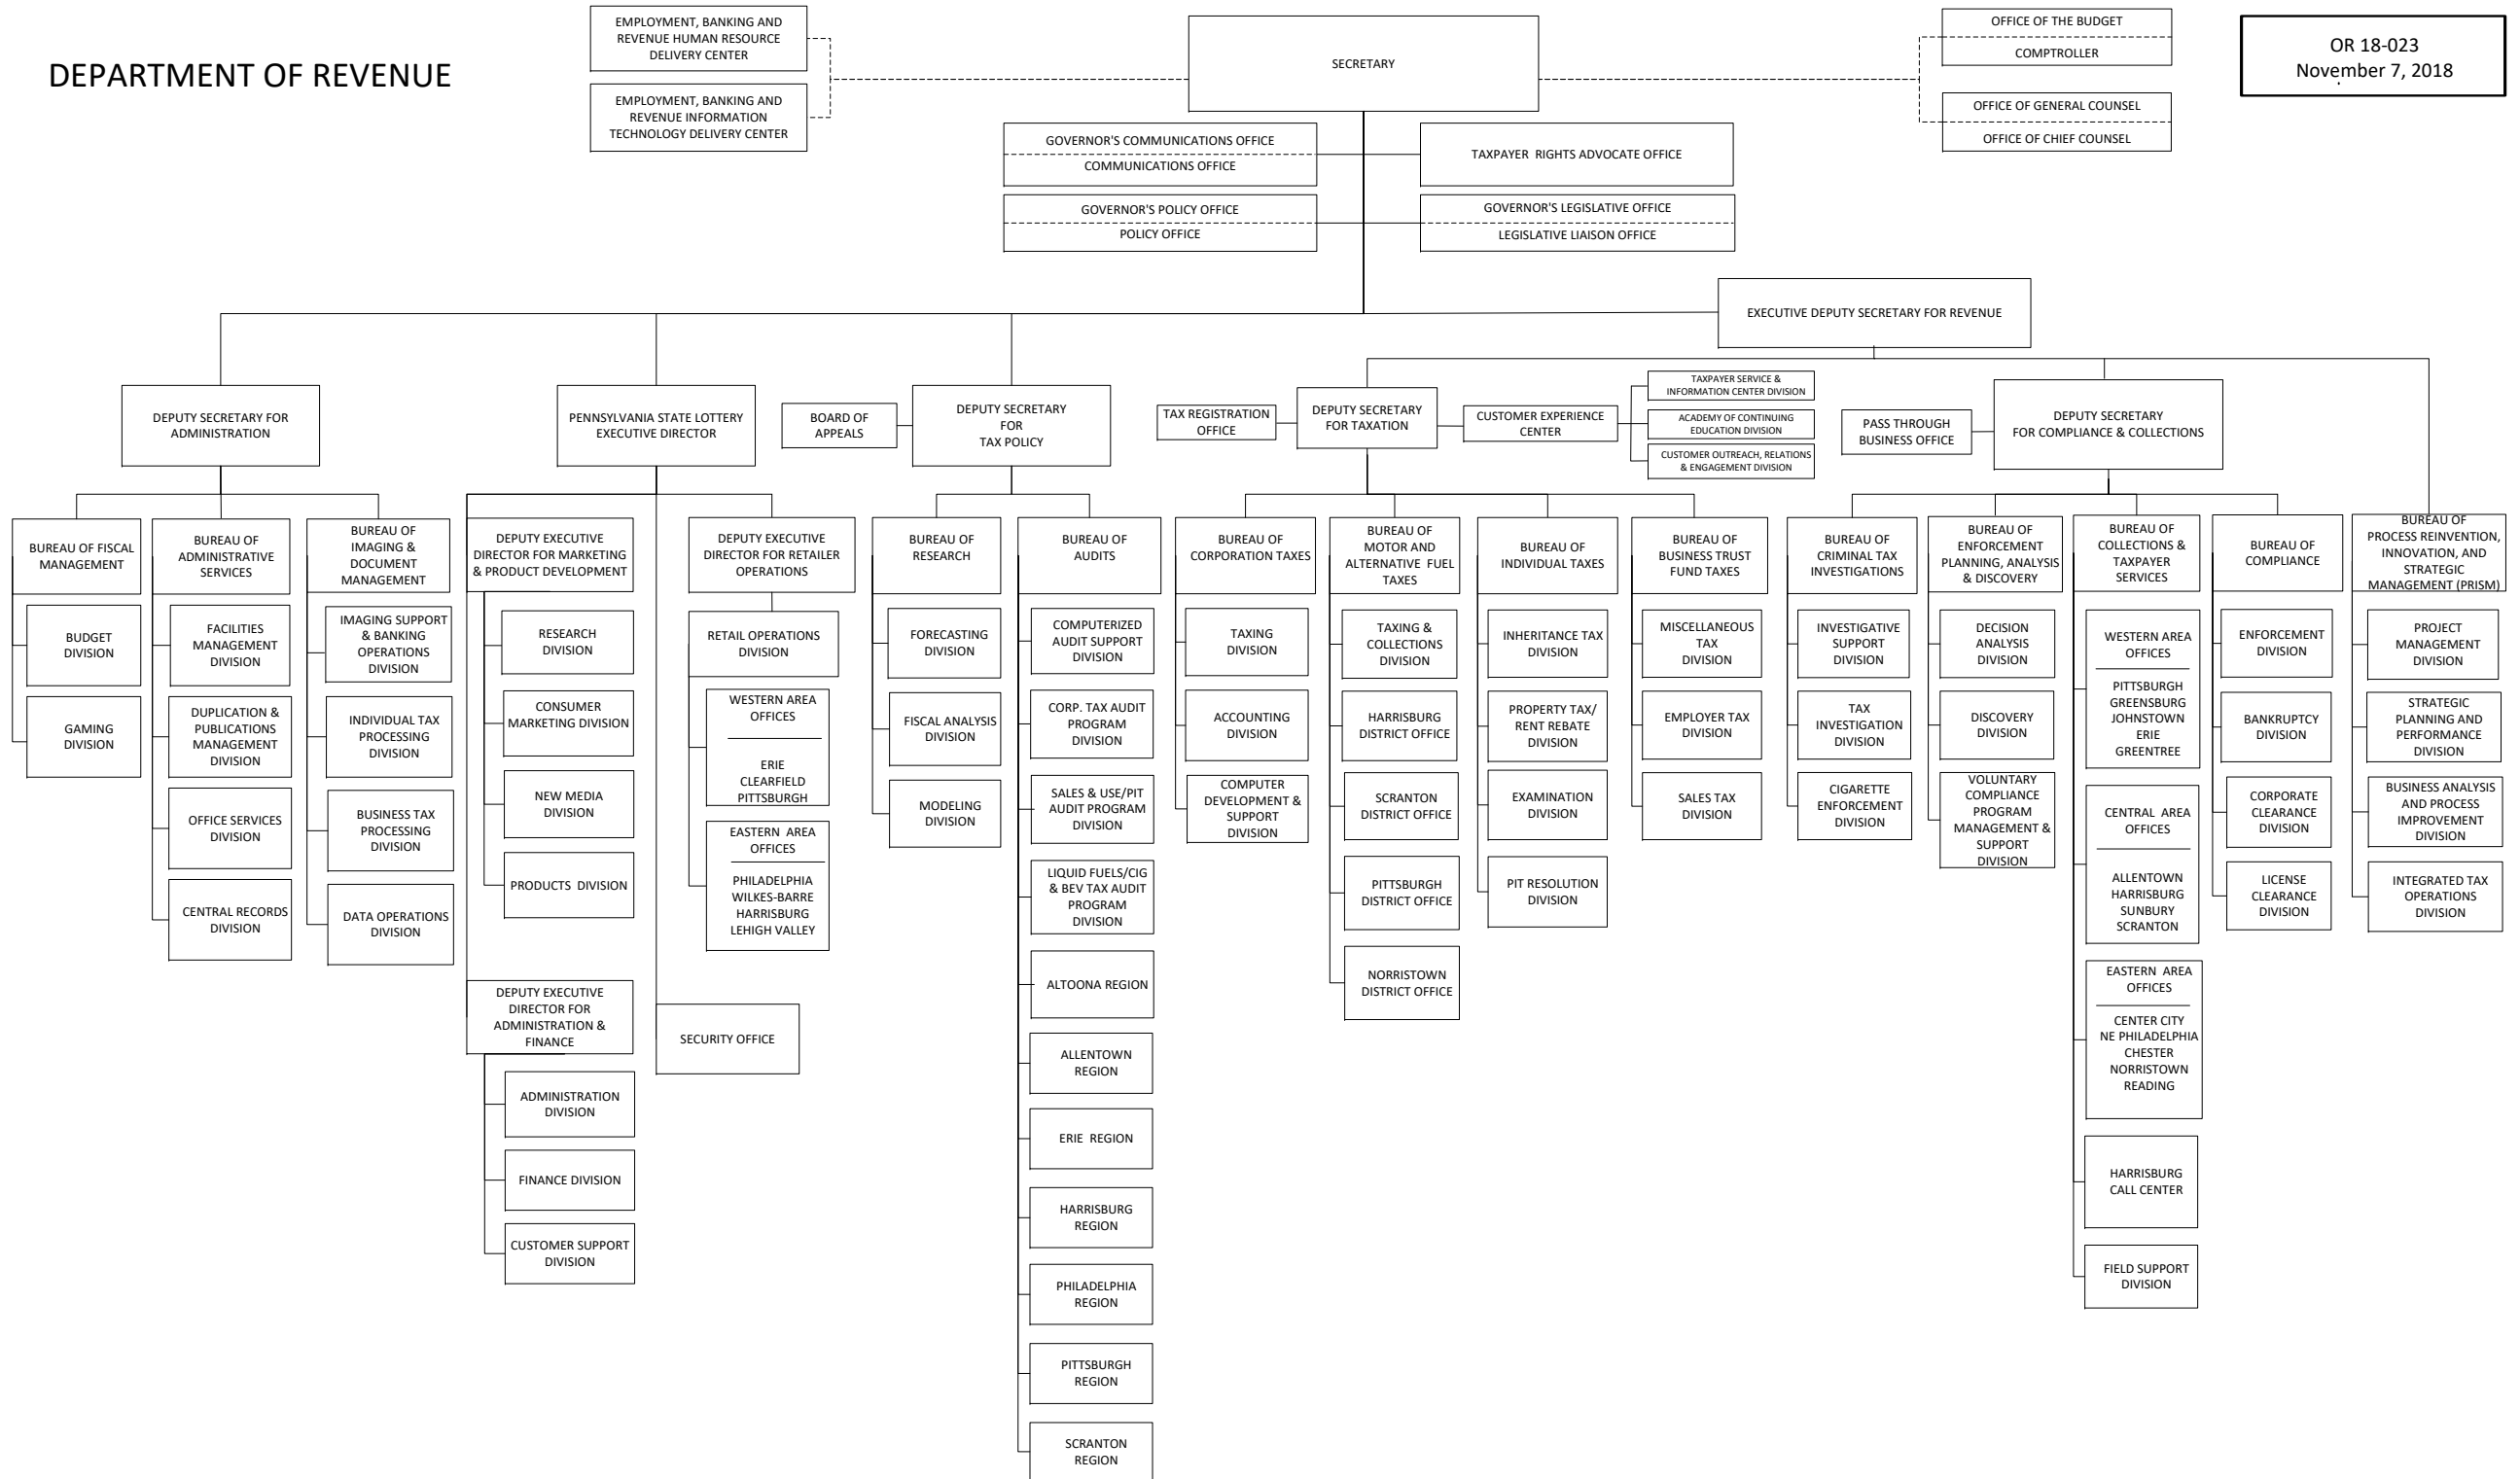 DEPARTMENT OF REVENUE
EMPLOYMENT, BANKING AND
REVENUE HUMAN RESOURCE
DELIVERY CENTER
EMPLOYMENT, BANKING AND
REVENUE INFORMATION
TECHNOLOGY DELIVERY CENTER
SECRETARY
OFFICE OF THE BUDGET
COMPTROLLER
OFFICE OF GENERAL COUNSEL
OFFICE OF CHIEF COUNSEL
OR 18-023
November 7, 2018
GOVERNOR'S COMMUNICATIONS OFFICE
COMMUNICATIONS OFFICE
TAXPAYER RIGHTS ADVOCATE OFFICE
GOVERNOR'S POLICY OFFICE
POLICY OFFICE
GOVERNOR'S LEGISLATIVE OFFICE
LEGISLATIVE LIAISON OFFICE
EXECUTIVE DEPUTY SECRETARY FOR REVENUE
DEPUTY SECRETARY FOR
ADMINISTRATION
PENNSYLVANIA STATE LOTTERY
EXECUTIVE DIRECTOR
BOARD OF
APPEALS
DEPUTY SECRETARY
FOR
TAX POLICY
TAX REGISTRATION
OFFICE
DEPUTY SECRETARY
FOR TAXATION
CUSTOMER EXPERIENCE
CENTER
TAXPAYER SERVICE &
INFORMATION CENTER DIVISION
ACADEMY OF CONTINUING
EDUCATION DIVISION
CUSTOMER OUTREACH, RELATIONS
& ENGAGEMENT DIVISION
PASS THROUGH
BUSINESS OFFICE
DEPUTY SECRETARY
FOR COMPLIANCE & COLLECTIONS
BUREAU OF FISCAL
MANAGEMENT
BUDGET
DIVISION
GAMING
DIVISION
BUREAU OF
ADMINISTRATIVE
SERVICES
FACILITIES
MANAGEMENT
DIVISION
DUPLICATION &
PUBLICATIONS
MANAGEMENT
DIVISION
OFFICE SERVICES
DIVISION
CENTRAL RECORDS
DIVISION
BUREAU OF
IMAGING &
DOCUMENT
MANAGEMENT
IMAGING SUPPORT
& BANKING
OPERATIONS
DIVISION
INDIVIDUAL TAX
PROCESSING
DIVISION
BUSINESS TAX
PROCESSING
DIVISION
DATA OPERATIONS
DIVISION
DEPUTY EXECUTIVE
DIRECTOR FOR MARKETING
& PRODUCT DEVELOPMENT
RESEARCH
DIVISION
CONSUMER
MARKETING DIVISION
NEW MEDIA
DIVISION
PRODUCTS DIVISION
DEPUTY EXECUTIVE
DIRECTOR FOR
ADMINISTRATION &
FINANCE
ADMINISTRATION
DIVISION
FINANCE DIVISION
CUSTOMER SUPPORT
DIVISION
SECURITY OFFICE
DEPUTY EXECUTIVE
DIRECTOR FOR RETAILER
OPERATIONS
RETAIL OPERATIONS
DIVISION
WESTERN AREA
OFFICES
ERIE
CLEARFIELD
PITTSBURGH
EASTERN AREA
OFFICES
PHILADELPHIA
WILKES-BARRE
HARRISBURG
LEHIGH VALLEY
BUREAU OF
RESEARCH
FORECASTING
DIVISION
FISCAL ANALYSIS
DIVISION
MODELING
DIVISION
BUREAU OF
AUDITS
COMPUTERIZED
AUDIT SUPPORT
DIVISION
CORP. TAX AUDIT
PROGRAM
DIVISION
SALES & USE/PIT
AUDIT PROGRAM
DIVISION
LIQUID FUELS/CIG
& BEV TAX AUDIT
PROGRAM
DIVISION
ALTOONA REGION
ALLENTOWN
REGION
ERIE REGION
HARRISBURG
REGION
PHILADELPHIA
REGION
PITTSBURGH
REGION
SCRANTON
REGION
BUREAU OF
CORPORATION TAXES
TAXING
DIVISION
ACCOUNTING
DIVISION
COMPUTER
DEVELOPMENT &
SUPPORT
DIVISION
BUREAU OF
MOTOR AND
ALTERNATIVE FUEL
TAXES
TAXING &
COLLECTIONS
DIVISION
HARRISBURG
DISTRICT OFFICE
SCRANTON
DISTRICT OFFICE
PITTSBURGH
DISTRICT OFFICE
NORRISTOWN
DISTRICT OFFICE
BUREAU OF
INDIVIDUAL TAXES
INHERITANCE TAX
DIVISION
PROPERTY TAX/
RENT REBATE
DIVISION
EXAMINATION
DIVISION
PIT RESOLUTION
DIVISION
BUREAU OF
BUSINESS TRUST
FUND TAXES
MISCELLANEOUS
TAX
DIVISION
EMPLOYER TAX
DIVISION
SALES TAX
DIVISION
BUREAU OF
CRIMINAL TAX
INVESTIGATIONS
INVESTIGATIVE
SUPPORT
DIVISION
TAX
INVESTIGATION
DIVISION
CIGARETTE
ENFORCEMENT
DIVISION
BUREAU OF
ENFORCEMENT
PLANNING, ANALYSIS
& DISCOVERY
DECISION
ANALYSIS
DIVISION
DISCOVERY
DIVISION
VOLUNTARY
COMPLIANCE
PROGRAM
MANAGEMENT &
SUPPORT
DIVISION
BUREAU OF
COLLECTIONS &
TAXPAYER
SERVICES
WESTERN AREA
OFFICES
PITTSBURGH
GREENSBURG
JOHNSTOWN
ERIE
GREENTREE
CENTRAL AREA
OFFICES
ALLENTOWN
HARRISBURG
SUNBURY
SCRANTON
EASTERN AREA
OFFICES
CENTER CITY
NE PHILADELPHIA
CHESTER
NORRISTOWN
READING
HARRISBURG
CALL CENTER
FIELD SUPPORT
DIVISION
BUREAU OF
COMPLIANCE
ENFORCEMENT
DIVISION
BANKRUPTCY
DIVISION
CORPORATE
CLEARANCE
DIVISION
LICENSE
CLEARANCE
DIVISION
BUREAU OF
PROCESS REINVENTION,
INNOVATION, AND
STRATEGIC
MANAGEMENT (PRISM)
PROJECT
MANAGEMENT
DIVISION
STRATEGIC
PLANNING AND
PERFORMANCE
DIVISION
BUSINESS ANALYSIS
AND PROCESS
IMPROVEMENT
DIVISION
INTEGRATED TAX
OPERATIONS
DIVISION